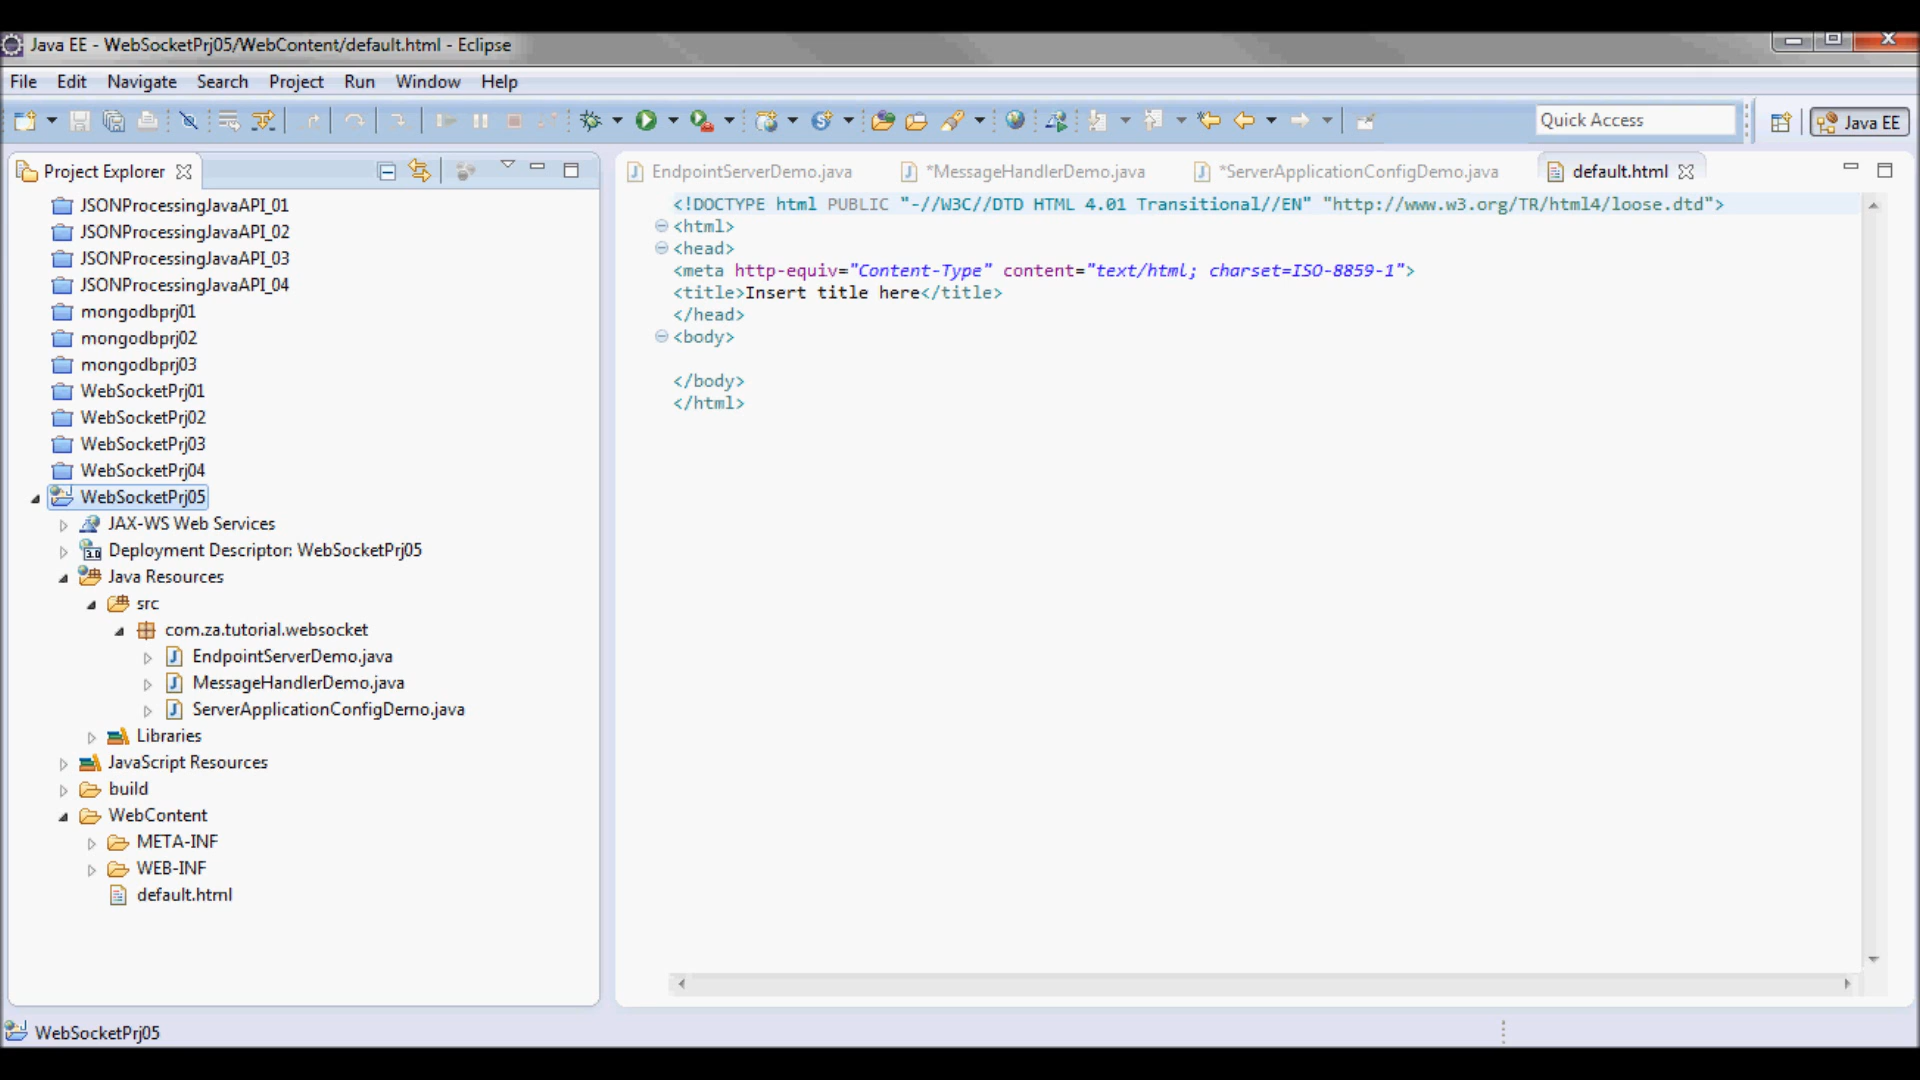 Java EE - WebSocketPrj05/WebContent/default.html - Eclipse
File Edit Navigate Search Project Run Window Help
Quick Access
Java EE
Project Explorer
EndpointServerDemo.java
*MessageHandlerDemo.java
*ServerApplicationConfigDemo.java
default.html
JSONProcessingJavaAPI_01
JSONProcessingJavaAPI_02
JSONProcessingJavaAPI_03
JSONProcessingJavaAPI_04
mongodbprj01
mongodbprj02
mongodbprj03
WebSocketPrj01
WebSocketPrj02
WebSocketPrj03
WebSocketPrj04
WebSocketPrj05
JAX-WS Web Services
Deployment Descriptor: WebSocketPrj05
Java Resources
src
com.za.tutorial.websocket
EndpointServerDemo.java
MessageHandlerDemo.java
ServerApplicationConfigDemo.java
Libraries
JavaScript Resources
build
WebContent
META-INF
WEB-INF
default.html
<!DOCTYPE html PUBLIC "-//W3C//DTD HTML 4.01 Transitional//EN" "http://www.w3.org/TR/html4/loose.dtd">
<html>
<head>
<meta http-equiv="Content-Type" content="text/html; charset=ISO-8859-1">
<title>Insert title here</title>
</head>
<body>
</body>
</html>
WebSocketPrj05